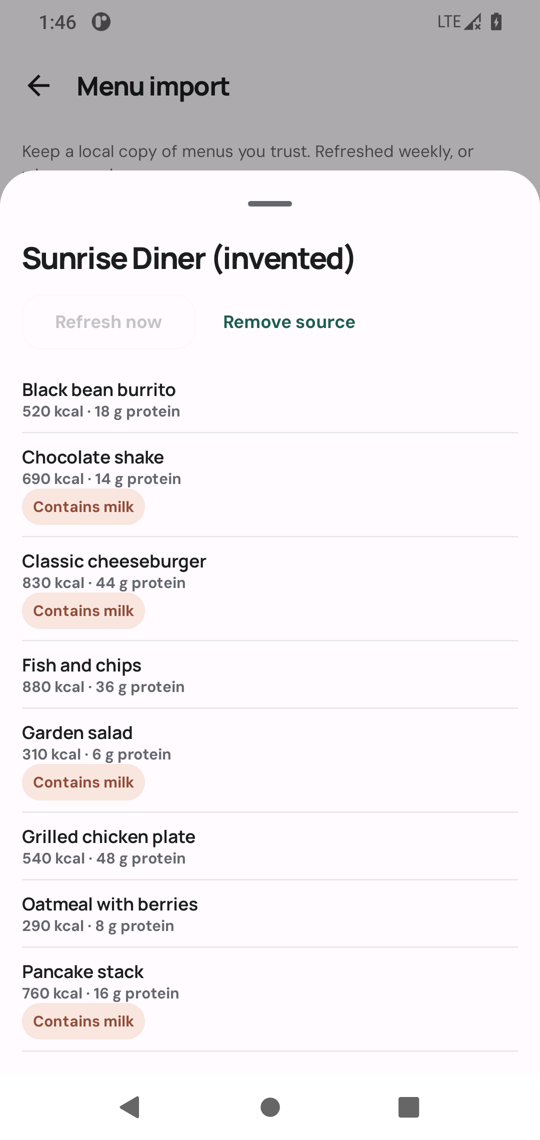 1:46
LTE
Menu import
Keep a local copy of menus you trust. Refreshed weekly, or
Sunrise Diner (invented)
Refresh now
Remove source
Black bean burrito
520 kcal · 18 g protein
Chocolate shake
690 kcal · 14 g protein
Contains milk
Classic cheeseburger
830 kcal · 44 g protein
Contains milk
Fish and chips
880 kcal · 36 g protein
Garden salad
310 kcal · 6 g protein
Contains milk
Grilled chicken plate
540 kcal · 48 g protein
Oatmeal with berries
290 kcal · 8 g protein
Pancake stack
760 kcal · 16 g protein
Contains milk